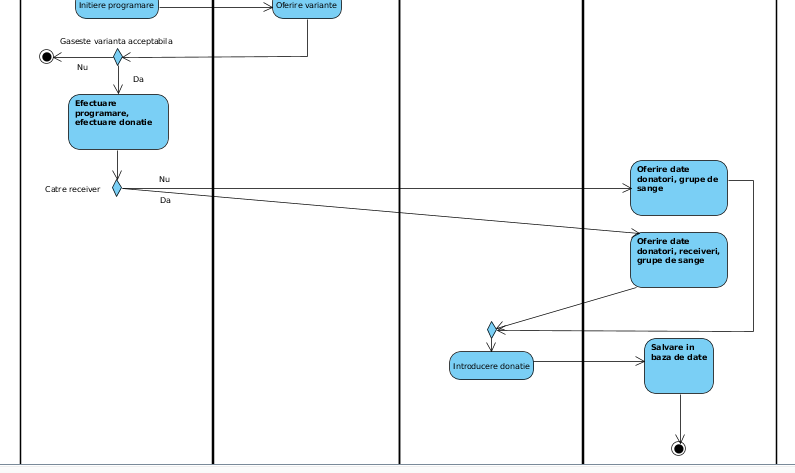 Initiere programare
Oferire variante
Gaseste varianta acceptabila
Nu
Da
Efectuare
programare,
efectuare donatie
Catre receiver
Nu
Da
Oferire date
donatori, grupe de
sange
Oferire date
donatori, receiveri,
grupe de sange
Introducere donatie
Salvare in
baza de date